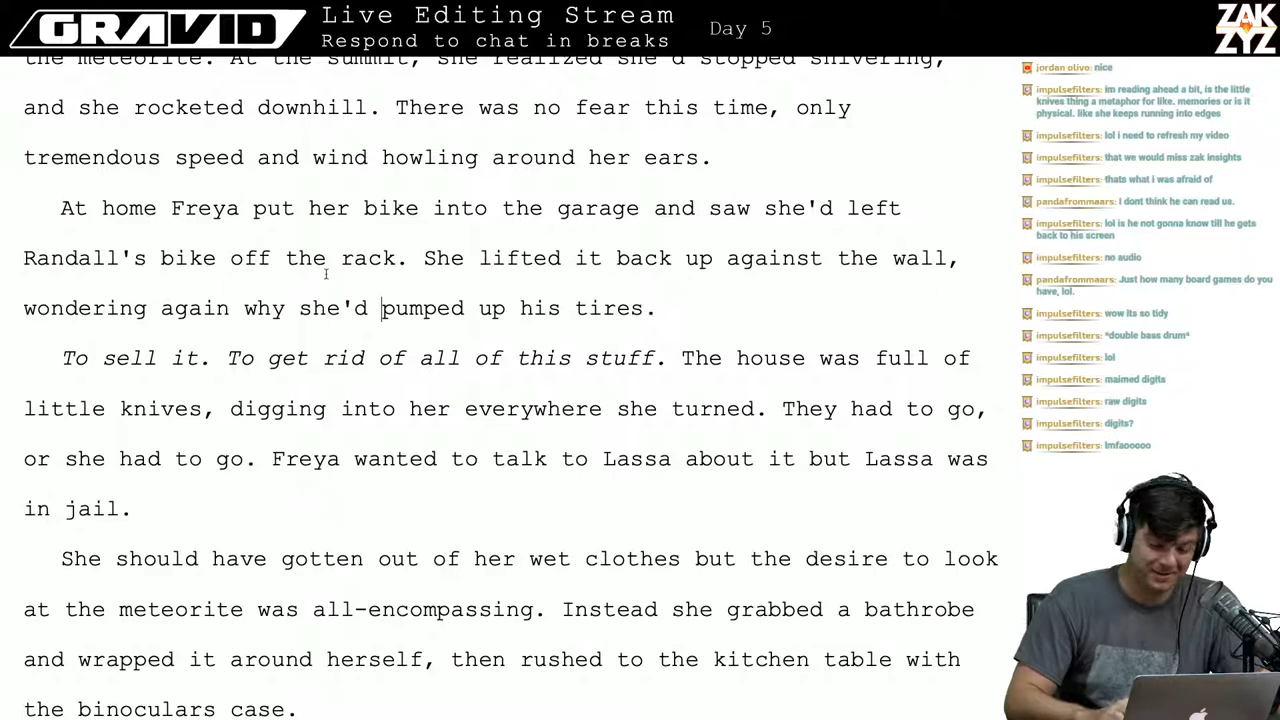 GRAVID
Live Editing Stream
Respond to chat in breaks
Day 5
ZAK
ZYZ
the meteorite. At the summit, she realized she'd stopped shivering,
and she rocketed downhill. There was no fear this time, only
tremendous speed and wind howling around her ears.
At home Freya put her bike into the garage and saw she'd left
Randall's bike off the rack. She lifted it back up against the wall,
wondering again why she'd pumped up his tires.
To sell it. To get rid of all of this stuff. The house was full of
little knives, digging into her everywhere she turned. They had to go,
or she had to go. Freya wanted to talk to Lassa about it but Lassa was
in jail.
She should have gotten out of her wet clothes but the desire to look
at the meteorite was all-encompassing. Instead she grabbed a bathrobe
and wrapped it around herself, then rushed to the kitchen table with
the binoculars case.
jordan olivo: nice
impulsefilters: im reading ahead a bit, is the little
knives thing a metaphor for like. memories or is it
physical. like she keeps running into edges
impulsefilters: lol i need to refresh my video
impulsefilters: that we would miss zak insights
impulsefilters: thats what i was afraid of
pandafrommaars: I dont think he can read us.
impulsefilters: lol is he not gonna know till he gets
back to his screen
impulsefilters: no audio
pandafrommaars: Just how many board games do you
have, lol.
impulsefilters: wow its so tidy
impulsefilters: *double bass drum*
impulsefilters: lol
impulsefilters: maimed digits
impulsefilters: raw digits
impulsefilters: digits?
impulsefilters: lmfaooooo